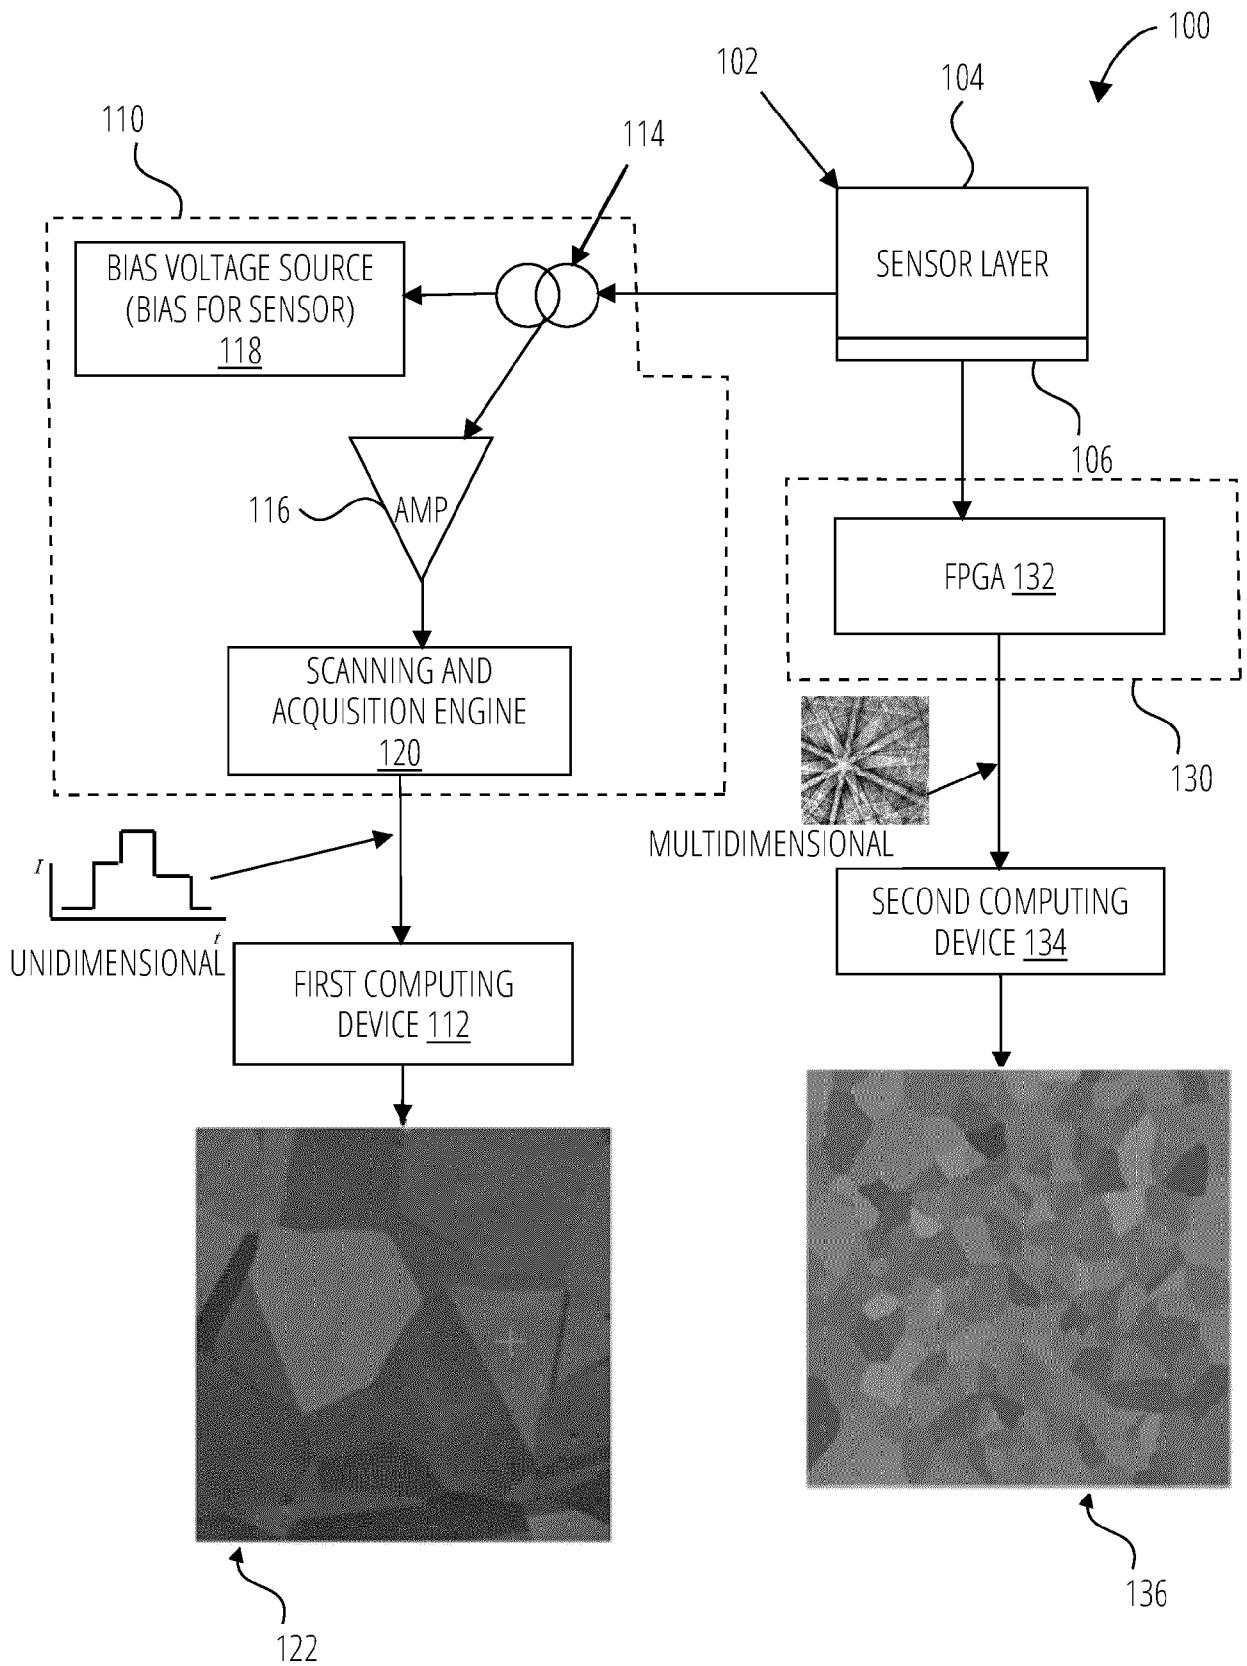 100
102
104
110
114
SENSOR LAYER
BIAS VOLTAGE SOURCE
(BIAS FOR SENSOR)
118
106
116
AMP
FPGA 132
SCANNING AND
ACQUISITION ENGINE
120
130
MULTIDIMENSIONAL
I
t
UNIDIMENSIONAL
SECOND COMPUTING
DEVICE 134
FIRST COMPUTING
DEVICE 112
136
122